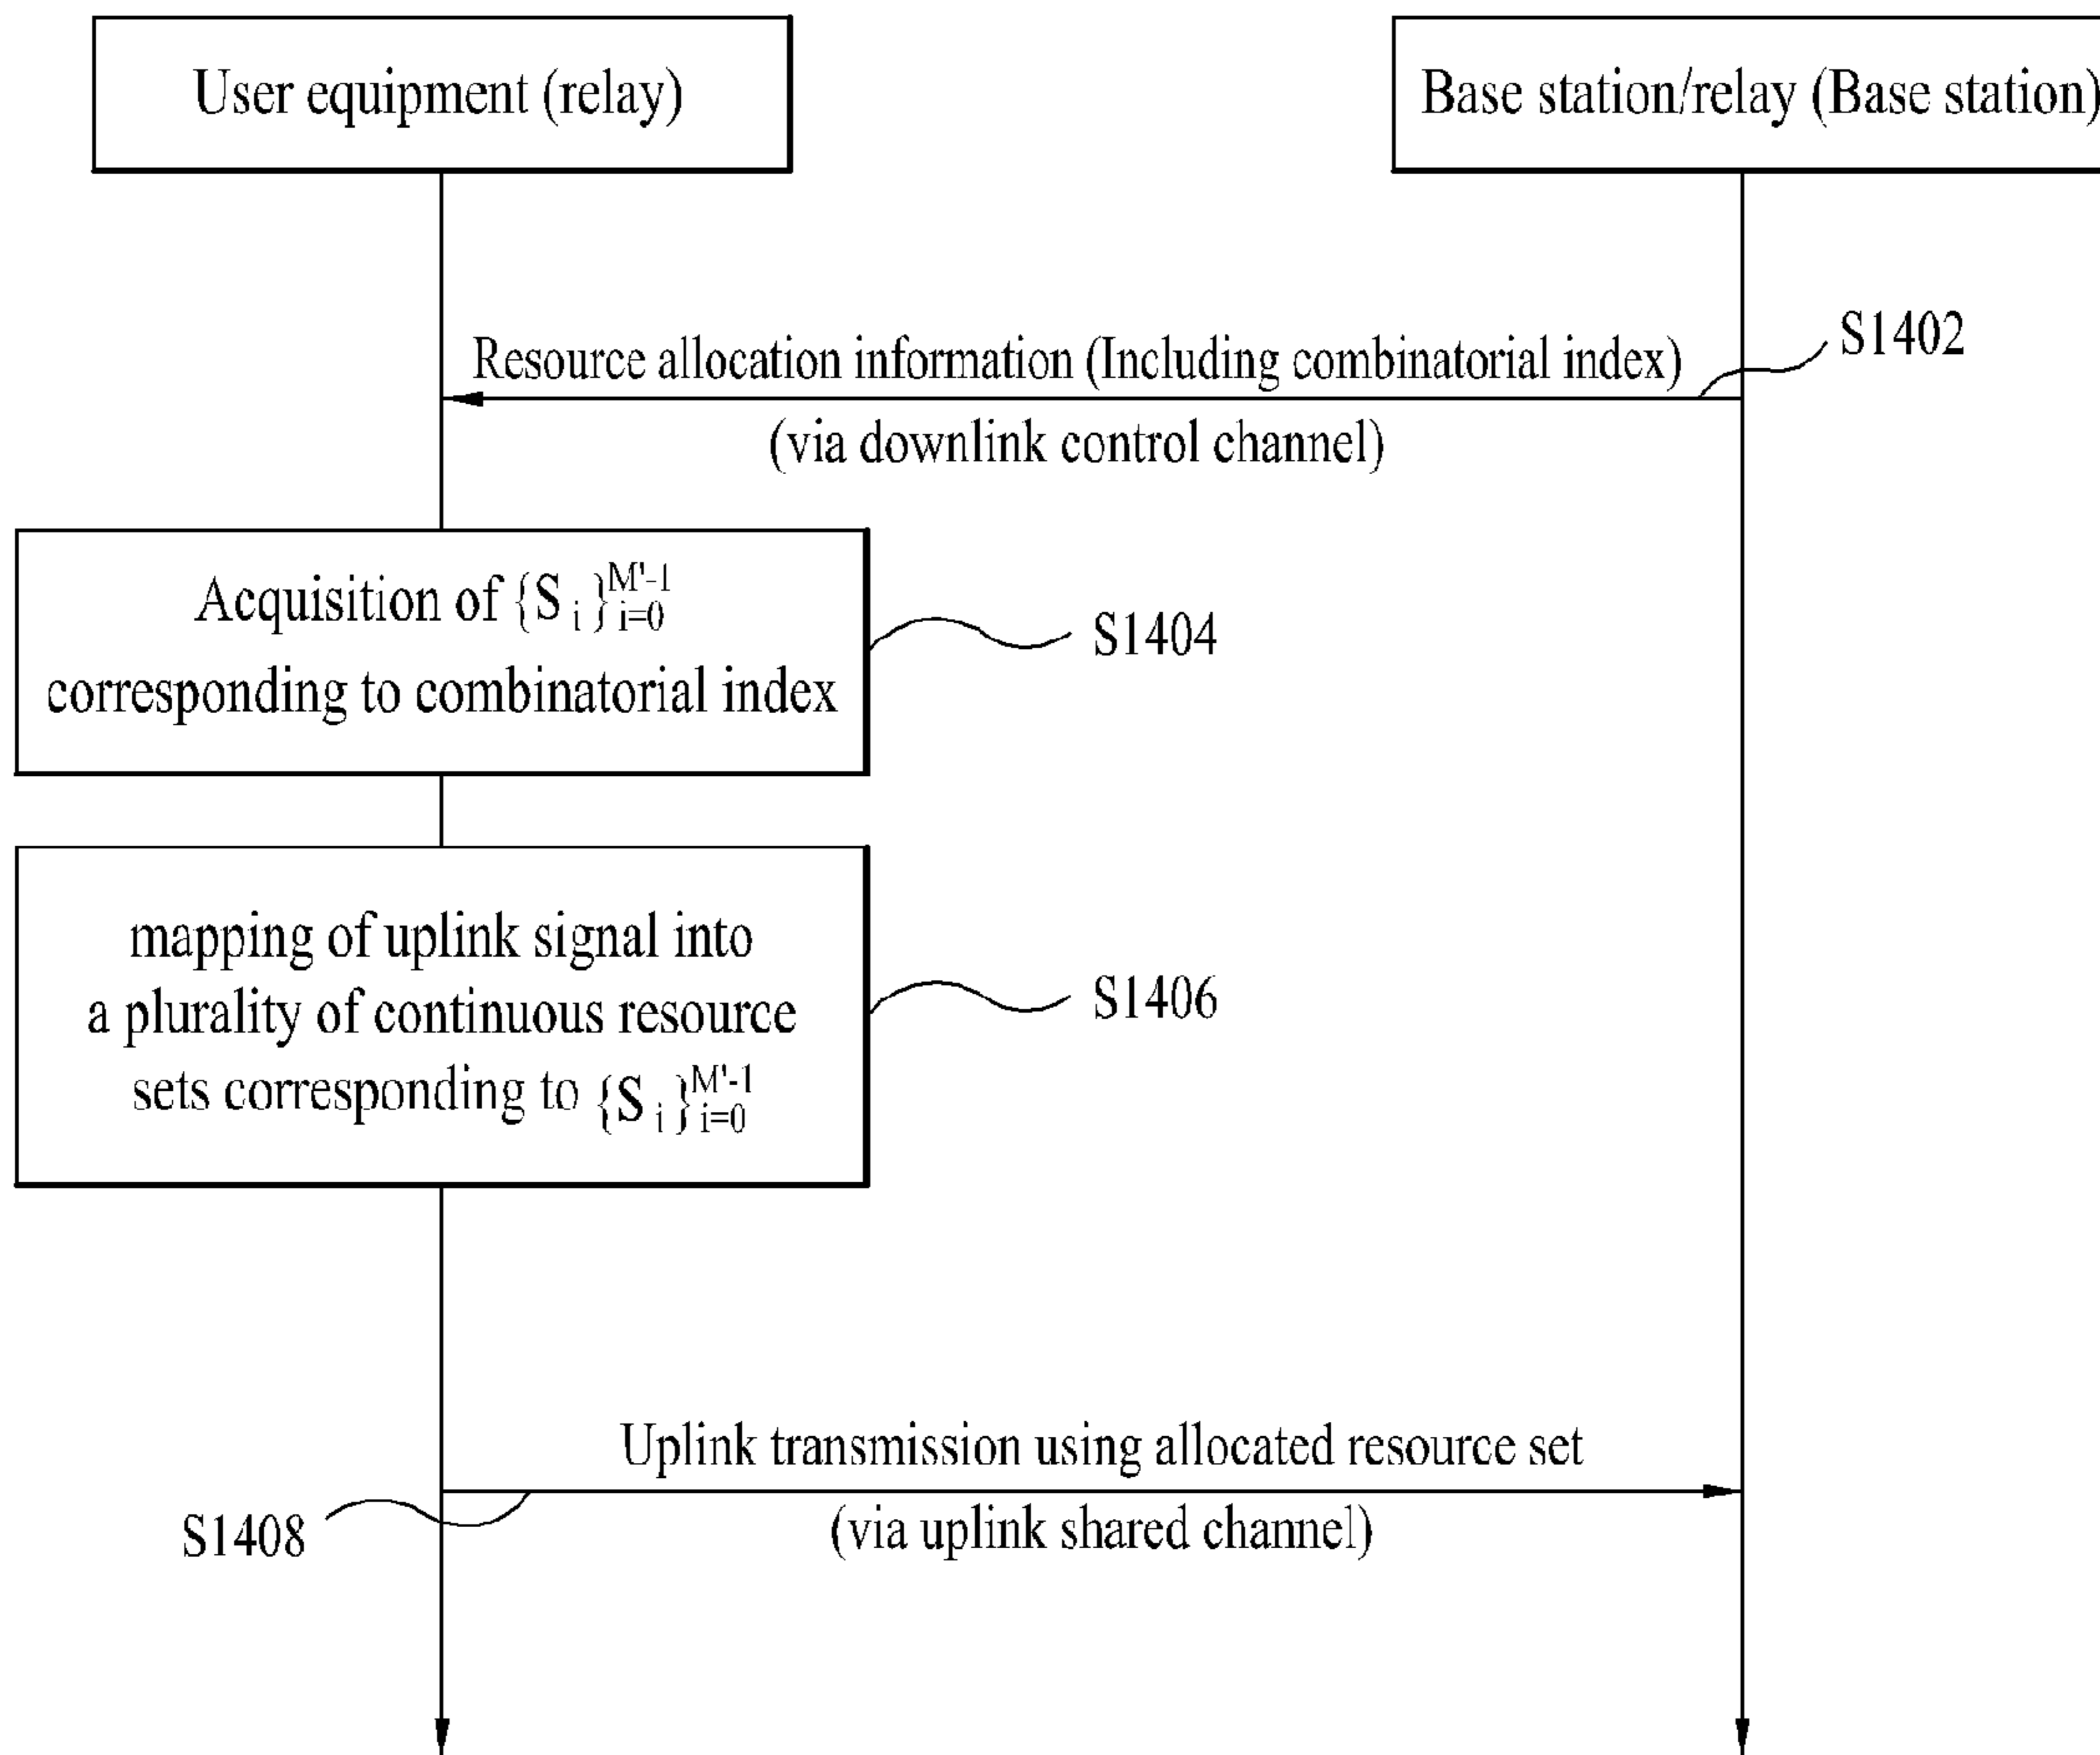 User equipment (relay)
Base station/relay (Base station)
S1402
Resource allocation information (Including combinatorial index)
(via downlink control channel)
Acquisition of {S i}M'-1 i=0
corresponding to combinatorial index
S1404
mapping of uplink signal into
a plurality of continuous resource
sets corresponding to {S i}M'-1 i=0
S1406
Uplink transmission using allocated resource set
(via uplink shared channel)
S1408